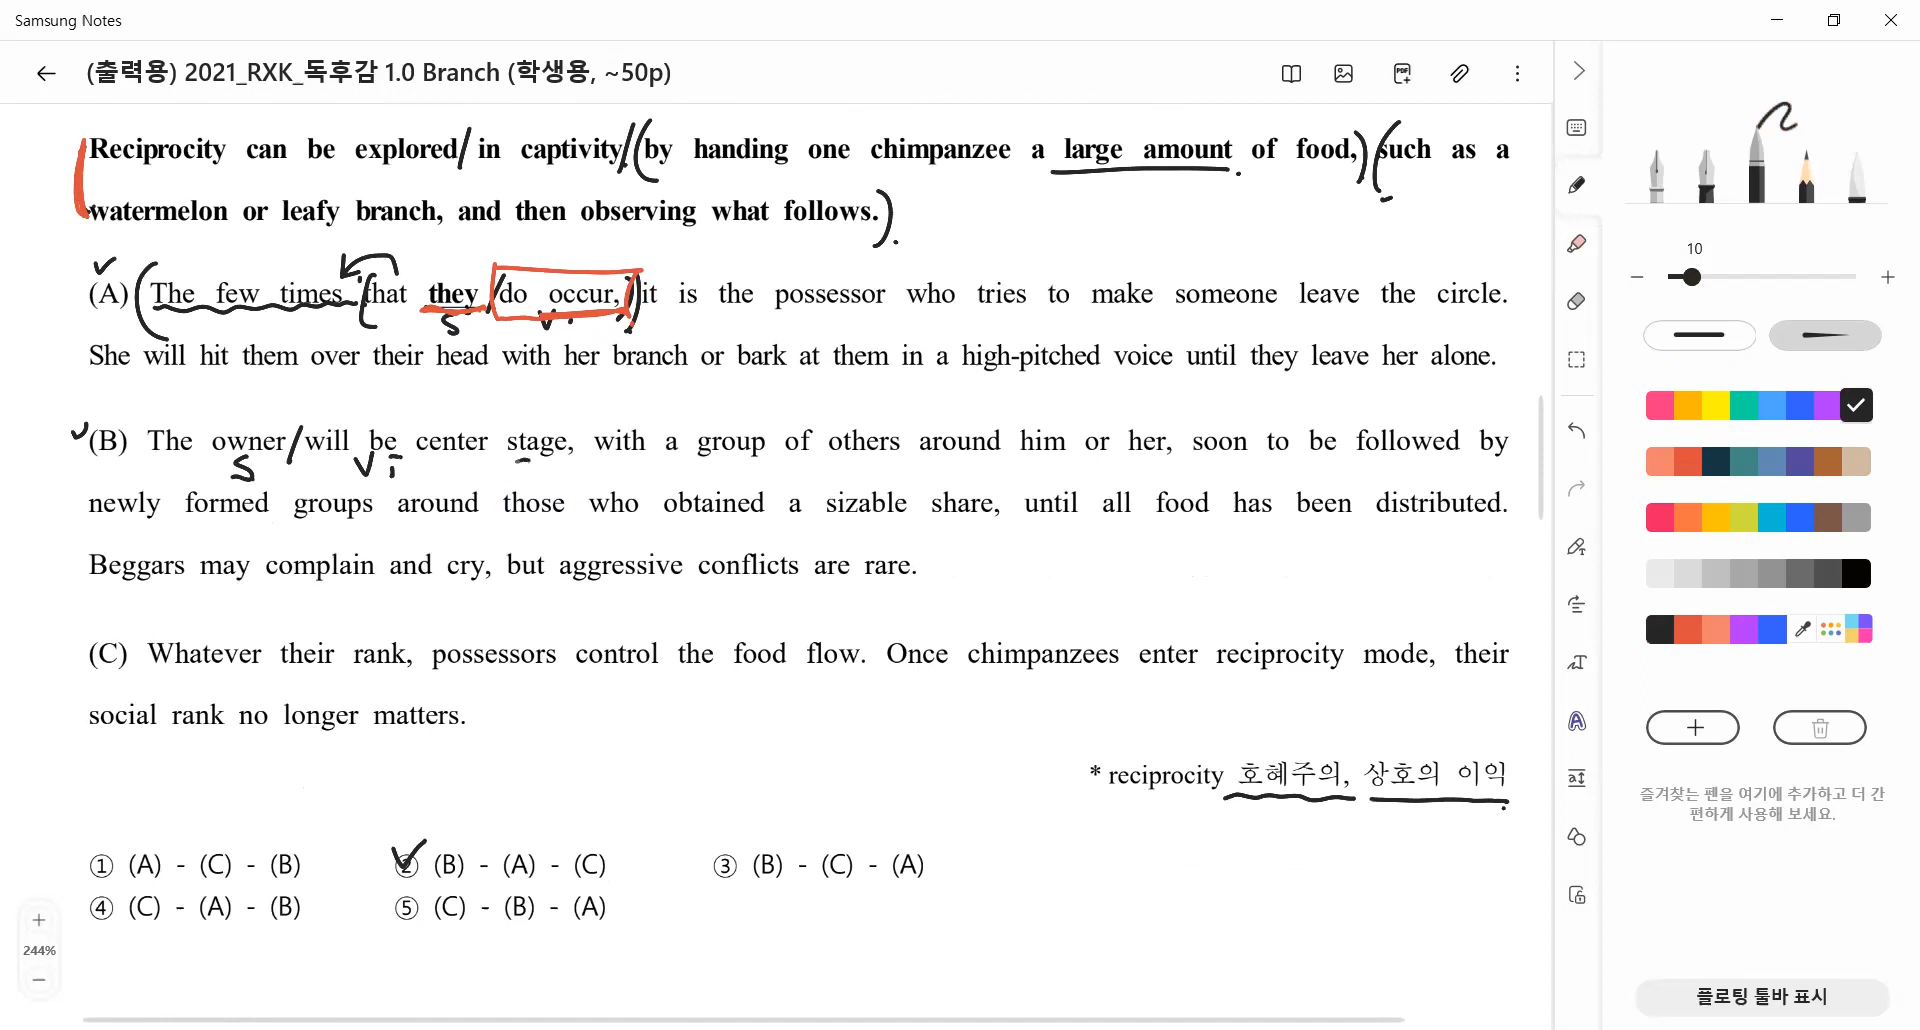 Samsung Notes
(출력용) 2021_RXK_독후감 1.0 Branch (학생용, ~50p)
Reciprocity can be explored in captivity by handing one chimpanzee a large amount of food, such as a
watermelon or leafy branch, and then observing what follows.
(A) The few times that they do occur, it is the possessor who tries to make someone leave the circle.
S V
She will hit them over their head with her branch or bark at them in a high-pitched voice until they leave her alone.
(B) The owner will be center stage, with a group of others around him or her, soon to be followed by
S V
newly formed groups around those who obtained a sizable share, until all food has been distributed.
Beggars may complain and cry, but aggressive conflicts are rare.
(C) Whatever their rank, possessors control the food flow. Once chimpanzees enter reciprocity mode, their
social rank no longer matters.
* reciprocity 호혜주의, 상호의 이익
① (A) - (C) - (B) ② (B) - (A) - (C) ③ (B) - (C) - (A)
④ (C) - (A) - (B) ⑤ (C) - (B) - (A)
244%
PDF
10
즐겨찾는 펜을 여기에 추가하고 더 간
편하게 사용해 보세요.
플로팅 툴바 표시